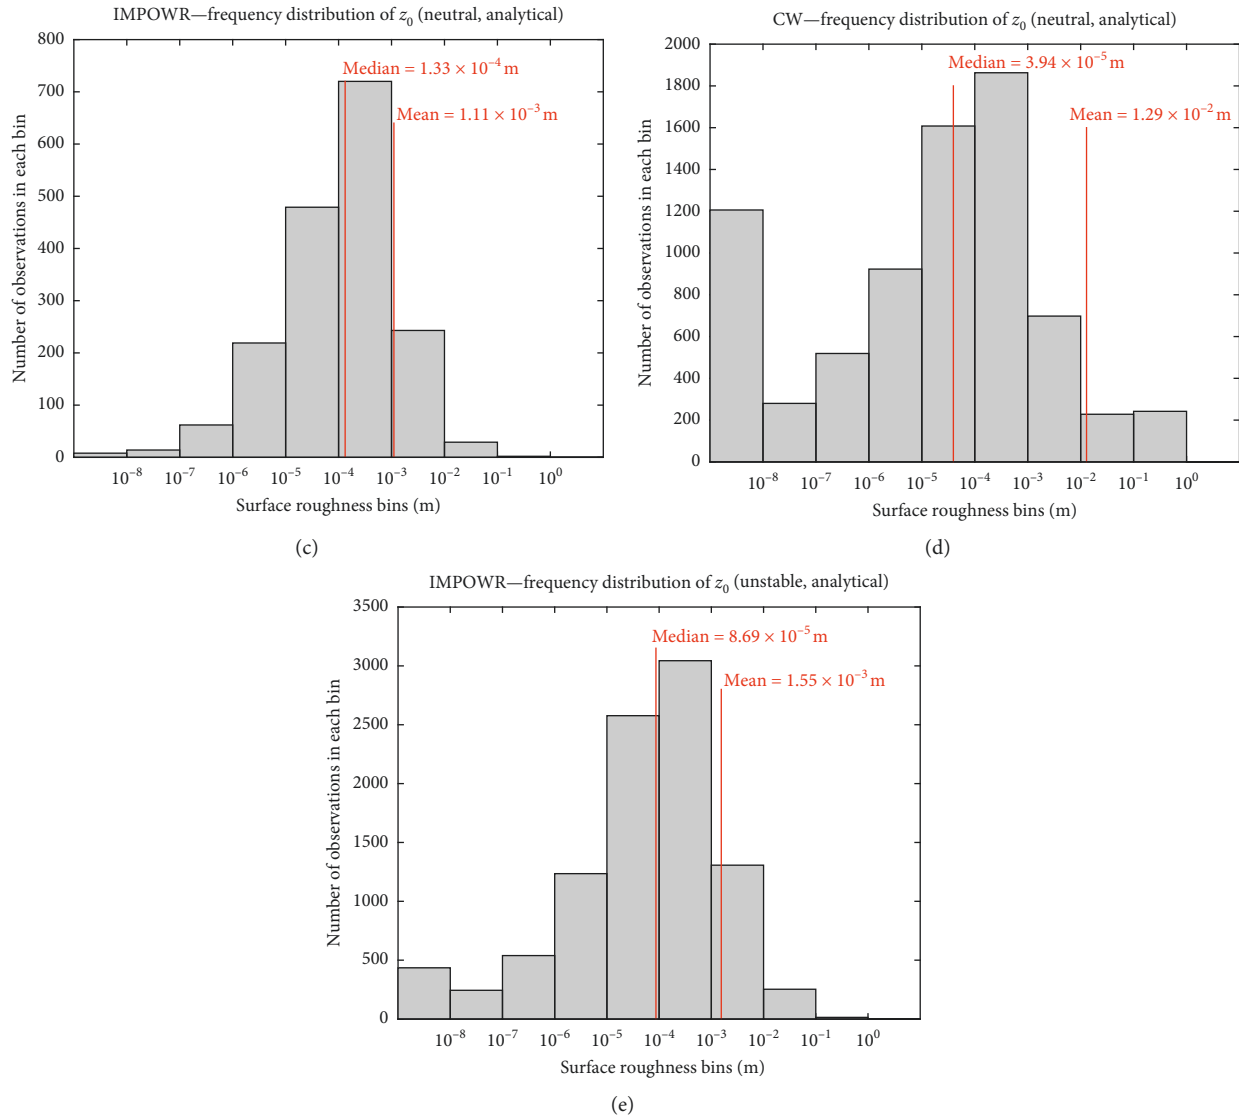 IMPOWR—frequency distribution of z₀ (neutral, analytical)
Number of observations in each bin
800
700
600
500
400
300
200
100
0
Median = 1.33 × 10⁻⁴ m
Mean = 1.11 × 10⁻³ m
10⁻⁸ 10⁻⁷ 10⁻⁶ 10⁻⁵ 10⁻⁴ 10⁻³ 10⁻² 10⁻¹ 10⁰
Surface roughness bins (m)
(c)
CW—frequency distribution of z₀ (neutral, analytical)
Number of observations in each bin
2000
1800
1600
1400
1200
1000
800
600
400
200
0
Median = 3.94 × 10⁻⁵ m
Mean = 1.29 × 10⁻² m
10⁻⁸ 10⁻⁷ 10⁻⁶ 10⁻⁵ 10⁻⁴ 10⁻³ 10⁻² 10⁻¹ 10⁰
Surface roughness bins (m)
(d)
IMPOWR—frequency distribution of z₀ (unstable, analytical)
Number of observations in each bin
3500
3000
2500
2000
1500
1000
500
0
Median = 8.69 × 10⁻⁵ m
Mean = 1.55 × 10⁻³ m
10⁻⁸ 10⁻⁷ 10⁻⁶ 10⁻⁵ 10⁻⁴ 10⁻³ 10⁻² 10⁻¹ 10⁰
Surface roughness bins (m)
(e)